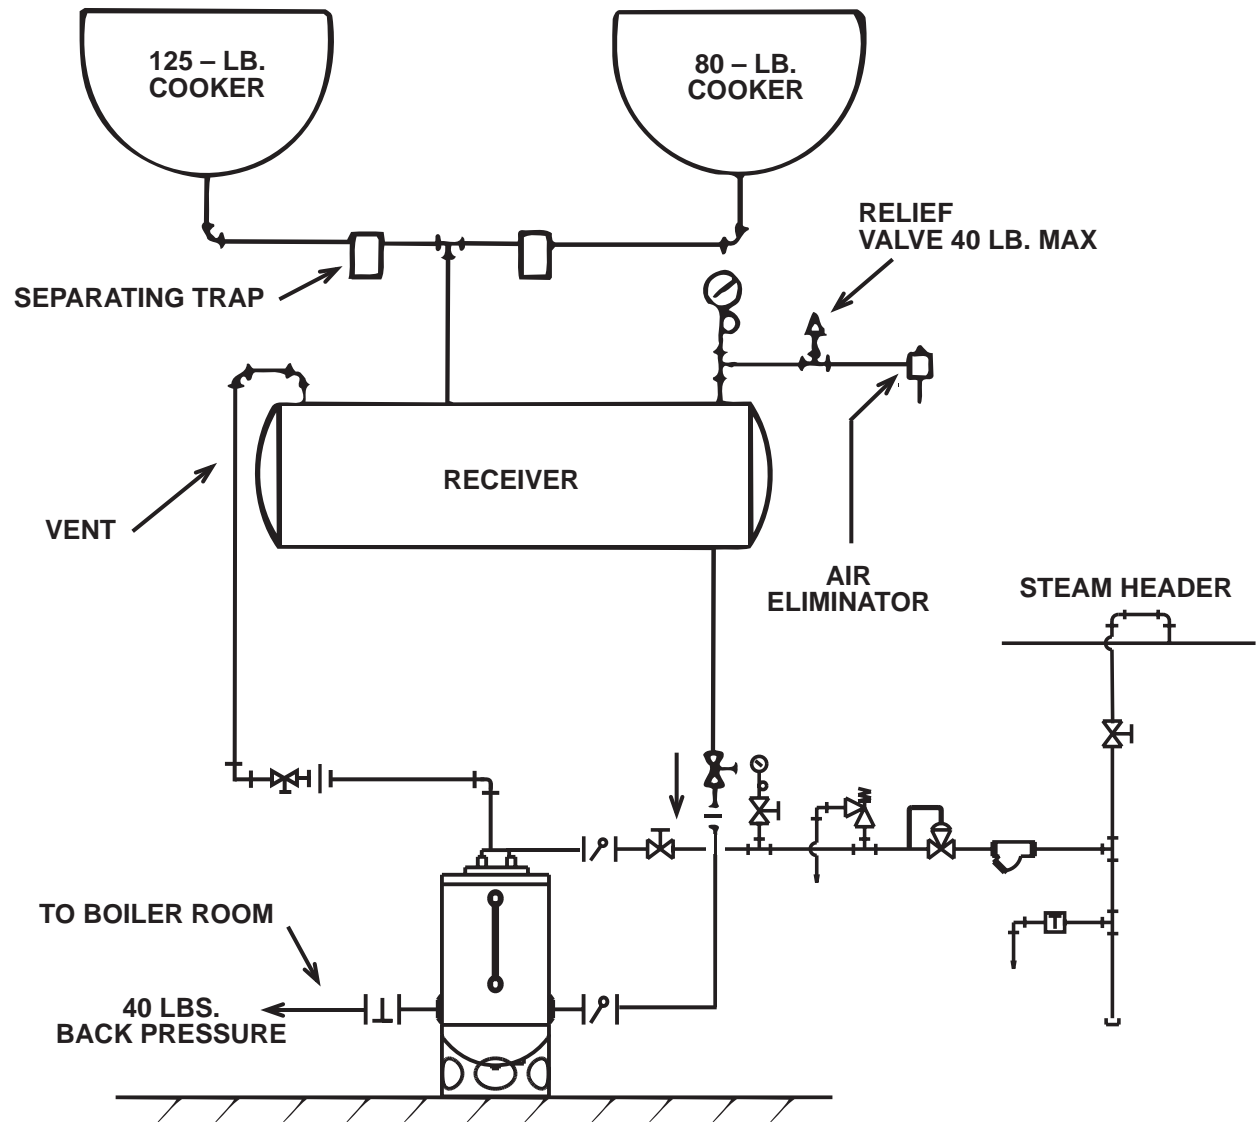 125 – LB.
COOKER
80 – LB.
COOKER
RELIEF
VALVE 40 LB. MAX
SEPARATING TRAP
RECEIVER
VENT
AIR
ELIMINATOR
STEAM HEADER
TO BOILER ROOM
40 LBS.
BACK PRESSURE
T